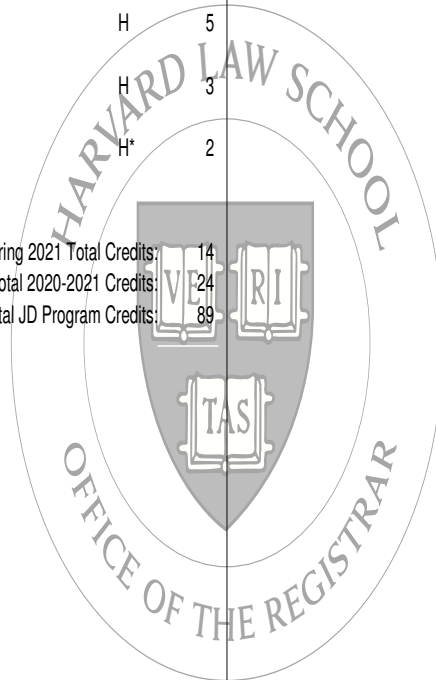 H 5
HARVARD LAW SCHOOL
H 3
H* 2
ring 2021 Total Credits: 14
otal 2020-2021 Credits: 24
tal JD Program Credits: 89
VE RI
TAS
OFFICE OF THE REGISTRAR